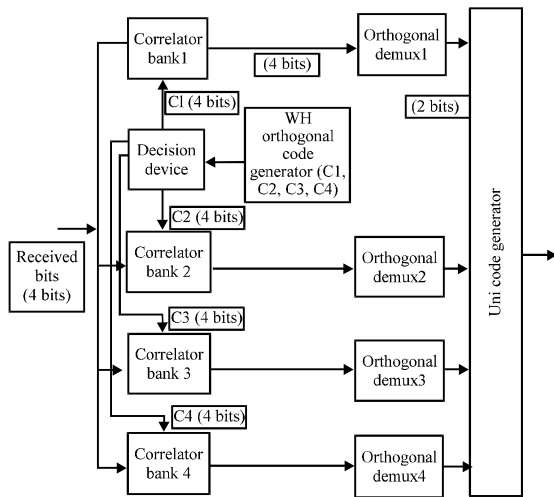 Correlator
bank1
(4 bits)
Orthogonal
demux1
Cl (4 bits)
(2 bits)
WH
orthogonal
code
generator (C1,
C2, C3, C4)
Decision
device
C2 (4 bits)
Received
bits
(4 bits)
Correlator
bank 2
Orthogonal
demux2
Uni code generator
C3 (4 bits)
Correlator
bank 3
Orthogonal
demux3
C4 (4 bits)
Correlator
bank 4
Orthogonal
demux4